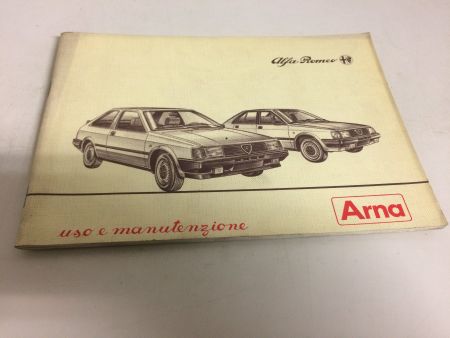 Alfa Romeo
Arna
uso e manutenzione